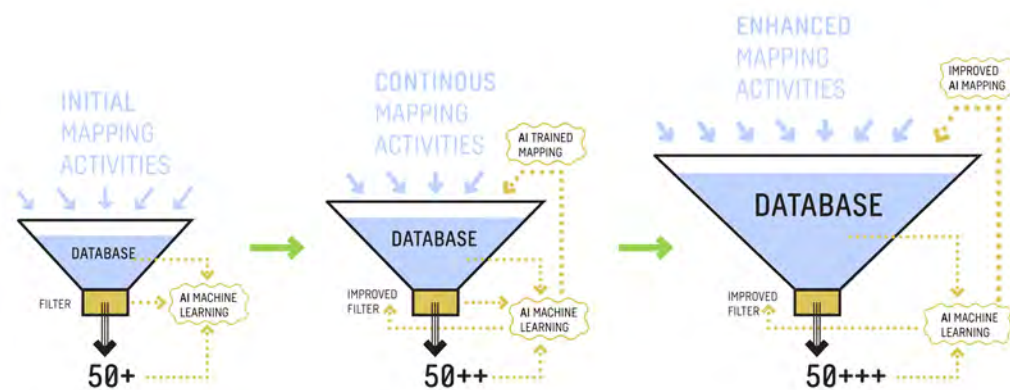 INITIAL
MAPPING
ACTIVITIES
DATABASE
FILTER
AI MACHINE
LEARNING
50+
CONTINOUS
MAPPING
ACTIVITIES
AI TRAINED
MAPPING
DATABASE
IMPROVED
FILTER
AI MACHINE
LEARNING
50++
ENHANCED
MAPPING
ACTIVITIES
IMPROVED
AI MAPPING
DATABASE
IMPROVED
FILTER
AI MACHINE
LEARNING
50+++